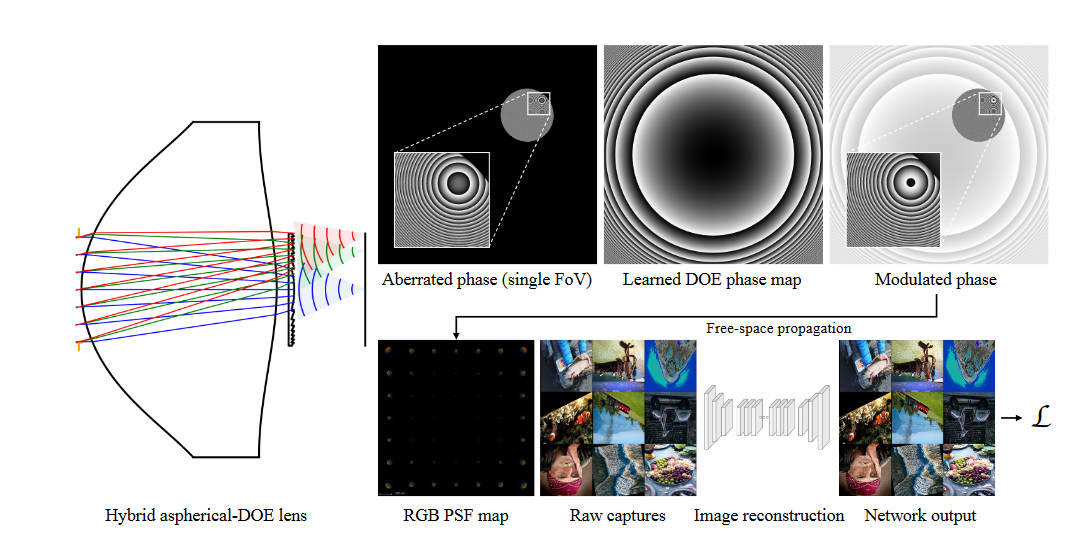 Aberrated phase (single FoV)
Learned DOE phase map
Modulated phase
Free-space propagation
ℒ
Hybrid aspherical-DOE lens
RGB PSF map
Raw captures
Image reconstruction
Network output